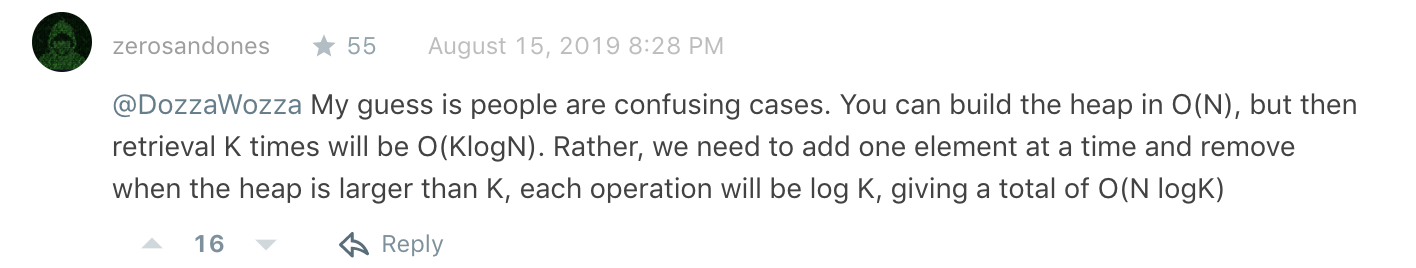 zerosandones 55 August 15, 2019 8:28 PM
@DozzaWozza My guess is people are confusing cases. You can build the heap in O(N), but then
retrieval K times will be O(KlogN). Rather, we need to add one element at a time and remove
when the heap is larger than K, each operation will be log K, giving a total of O(N logK)
16 Reply